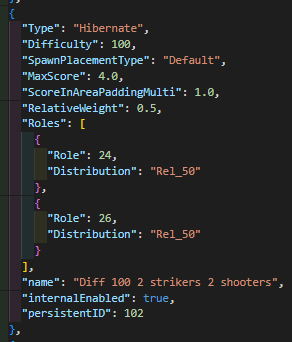 {
"Type": "Hibernate",
"Difficulty": 100,
"SpawnPlacementType": "Default",
"MaxScore": 4.0,
"ScoreInAreaPaddingMulti": 1.0,
"RelativeWeight": 0.5,
"Roles": [
{
"Role": 24,
"Distribution": "Rel_50"
},
{
"Role": 26,
"Distribution": "Rel_50"
}
],
"name": "Diff 100 2 strikers 2 shooters",
"internalEnabled": true,
"persistentID": 102
},